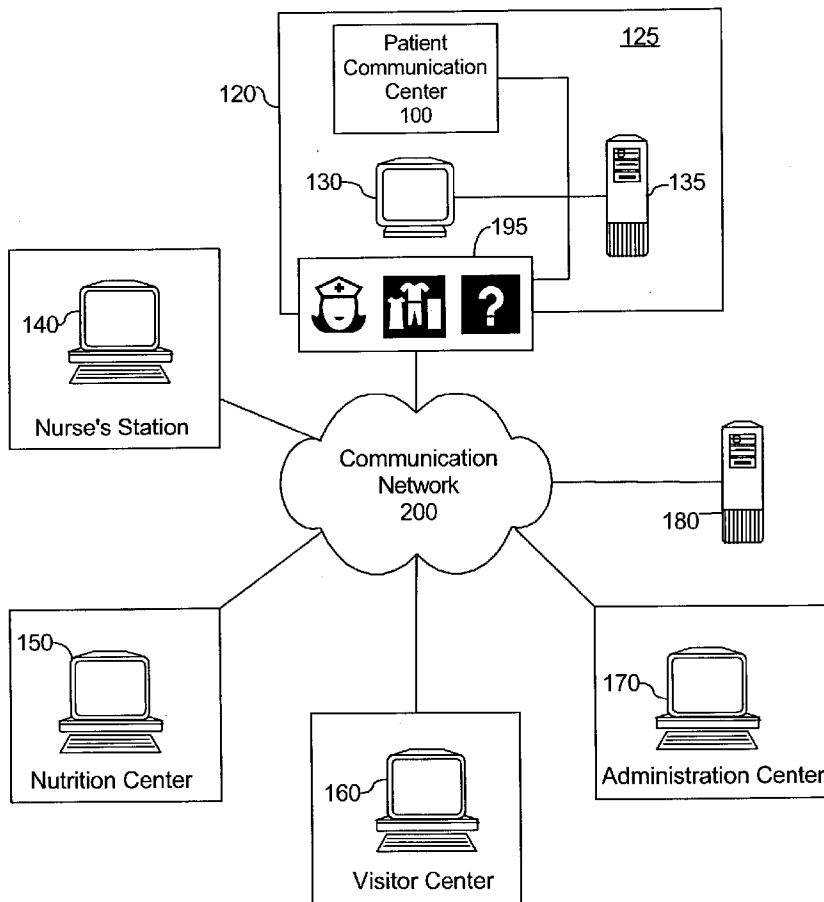 Patient
Communication
Center
100
125
120
130
135
195
?
140
Nurse's Station
Communication
Network
200
180
150
Nutrition Center
160
Visitor Center
170
Administration Center